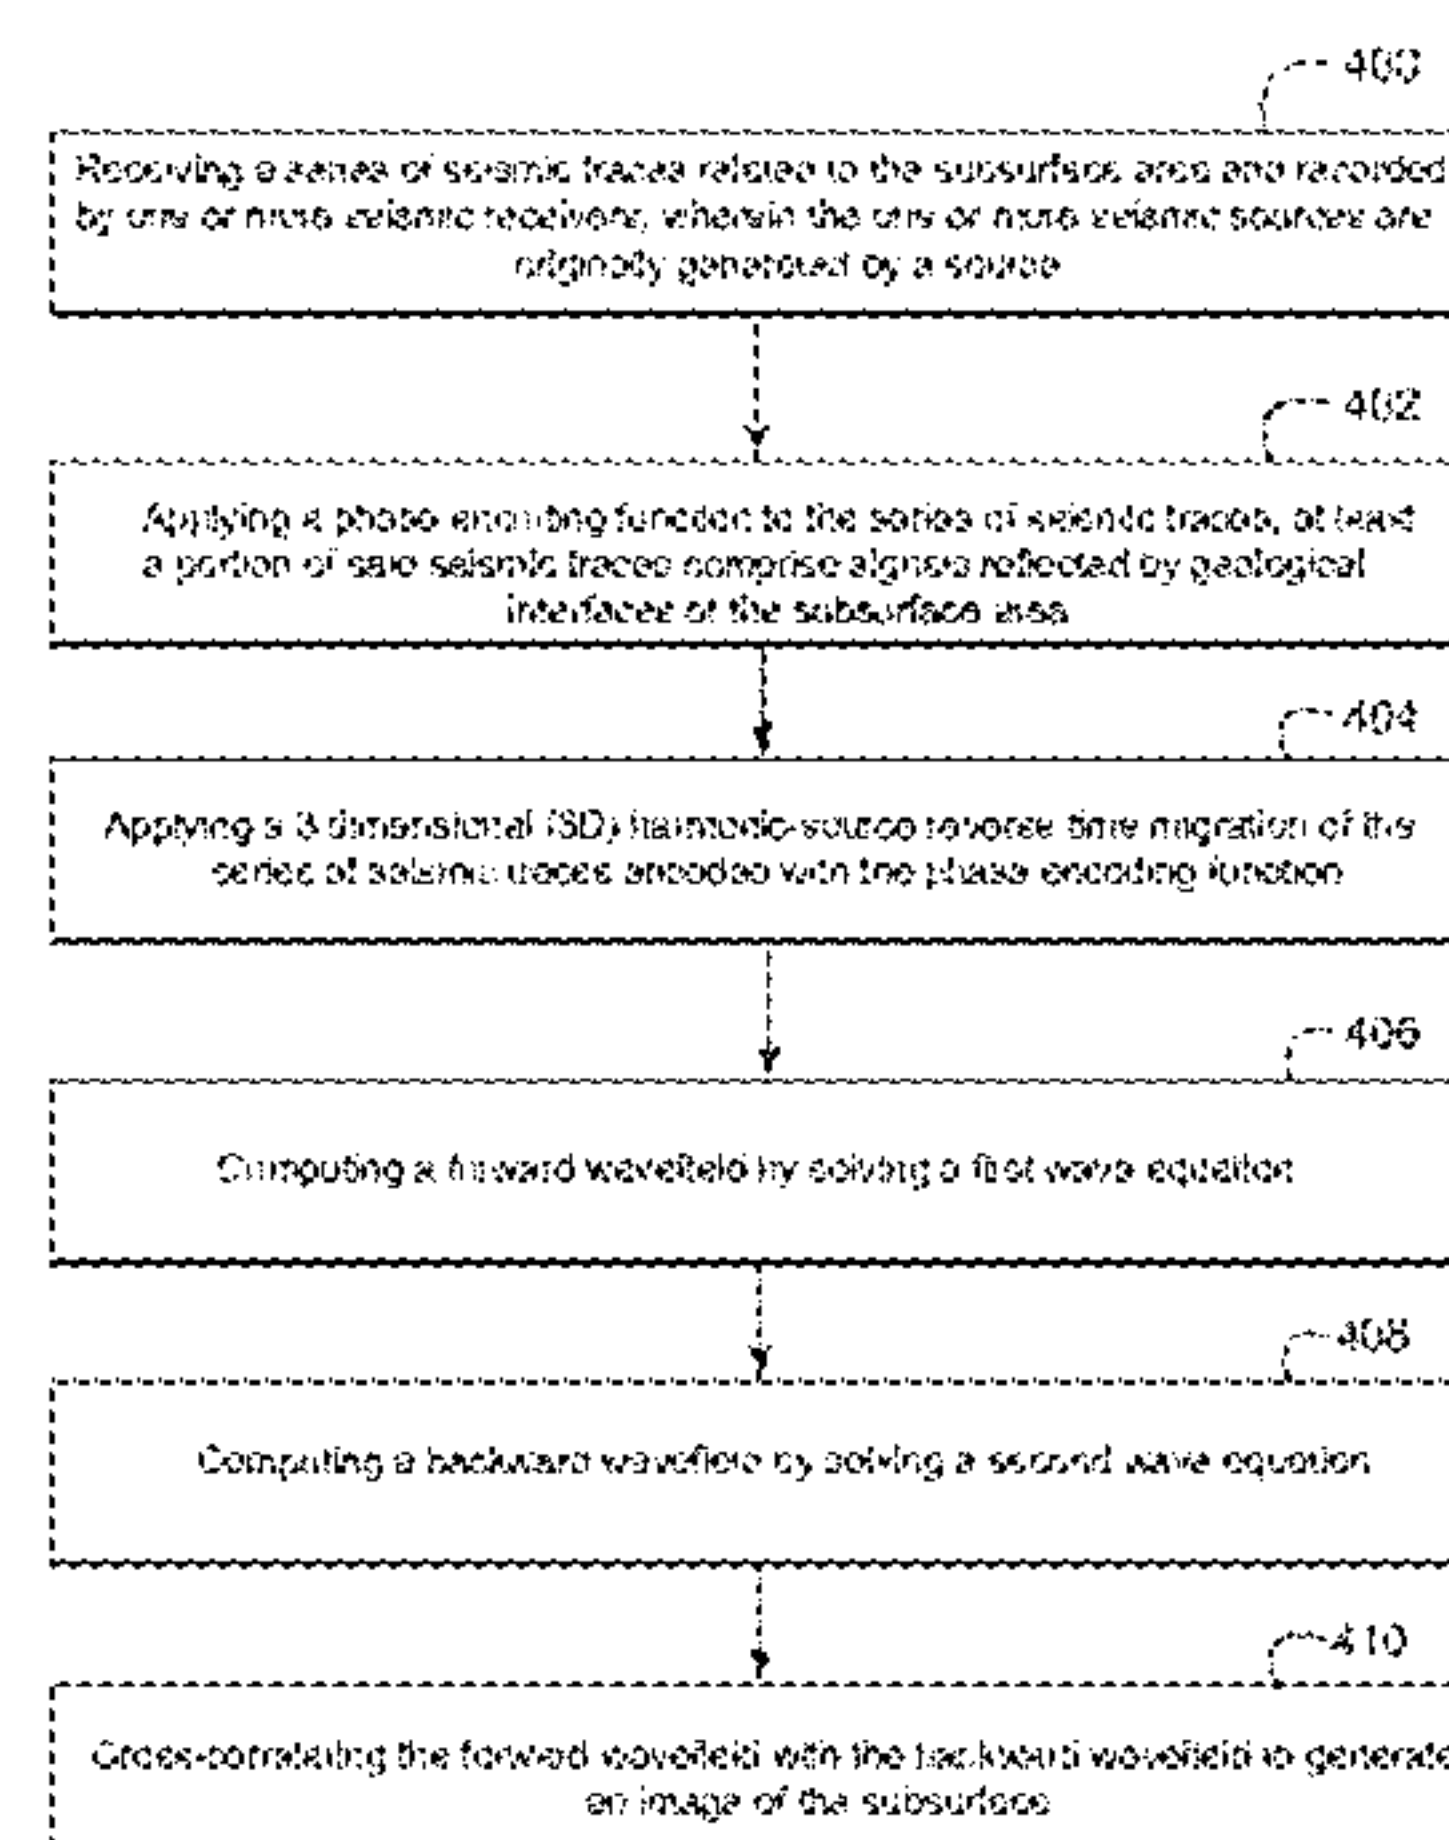 400
Receiving a series of seismic traces related to the subsurface area and recorded
by one or more seismic receivers, wherein the one or more seismic sources are
originally generated by a source
402
Applying a phase encoding function to the series of seismic traces, at least
a portion of said seismic traces comprise signals reflected by geological
interfaces of the subsurface area
404
Applying a 3 dimensional (3D) harmonic-source reverse time migration of the
series of seismic traces encoded with the phase encoding function
406
Computing a forward wavefield by solving a first wave equation
408
Computing a backward wavefield by solving a second wave equation
410
Cross-correlating the forward wavefield with the backward wavefield to generate
an image of the subsurface